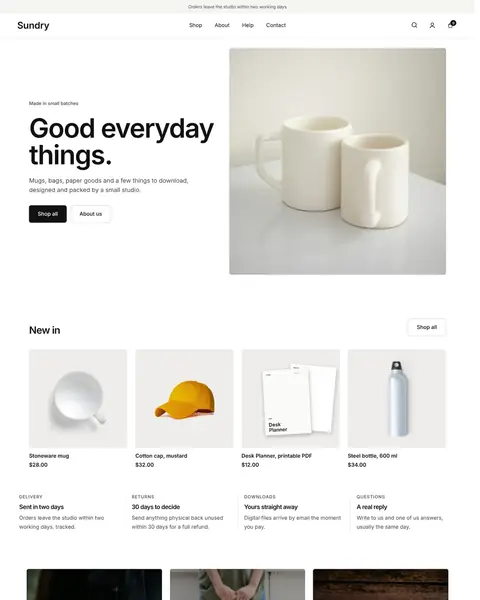 Orders leave the studio within two working days
Sundry
Shop About Help Contact
Made in small batches
Good everyday
things.
Mugs, bags, paper goods and a few things to download,
designed and packed by a small studio.
Shop all
About us
New in
Shop all
Desk
Planner
Stoneware mug
$28.00
Cotton cap, mustard
$32.00
Desk Planner, printable PDF
$12.00
Steel bottle, 600 ml
$34.00
DELIVERY
Sent in two days
Orders leave the studio within two
working days, tracked.
RETURNS
30 days to decide
Send anything physical back unused
within 30 days for a full refund.
DOWNLOADS
Yours straight away
Digital files arrive by email the moment
you pay.
QUESTIONS
A real reply
Write to us and one of us answers,
usually the same day.